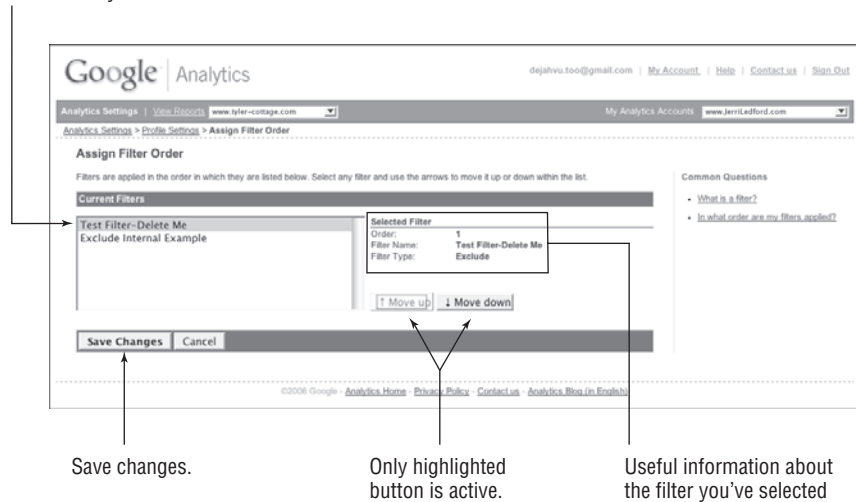 Google Analytics
dejahvu.too@gmail.com | My Account | Help | Contact us | Sign Out
Analytics Settings | View Reports www.tyler-cottage.com
My Analytics Accounts www.JerriLedford.com
Analytics Settings > Profile Settings > Assign Filter Order
Assign Filter Order
Filters are applied in the order in which they are listed below. Select any filter and use the arrows to move it up or down within the list.
Current Filters
Test Filter-Delete Me
Exclude Internal Example
Selected Filter
Order: 1
Filter Name: Test Filter-Delete Me
Filter Type: Exclude
↑ Move up ↓ Move down
Save Changes Cancel
Common Questions
• What is a filter?
• In what order are my filters applied?
©2006 Google - Analytics Home - Privacy Policy - Contact us - Analytics Blog (in English)
Save changes.
Only highlighted
button is active.
Useful information about
the filter you've selected